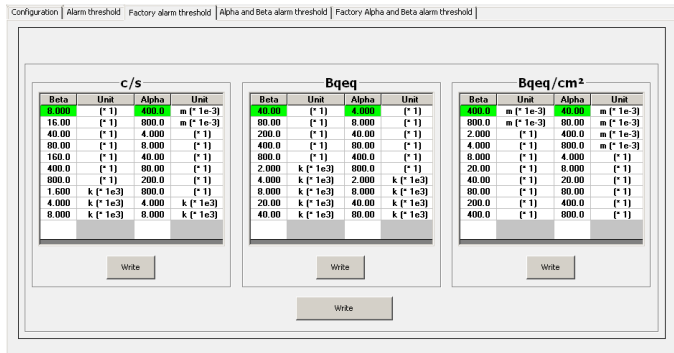 Configuration Alarm threshold Factory alarm threshold Alpha and Beta alarm threshold Factory Alpha and Beta alarm threshold
c/s Bqeq Bqeq/cm²
Beta Unit Alpha Unit Beta Unit Alpha Unit Beta Unit Alpha Unit
8.000 (* 1) 400.0 m (* 1e-3) 40.00 (* 1) 4.000 (* 1) 400.0 m (* 1e-3) 40.00 m (* 1e-3)
16.00 (* 1) 800.0 m (* 1e-3) 80.00 (* 1) 8.000 (* 1) 800.0 m (* 1e-3) 80.00 m (* 1e-3)
40.00 (* 1) 4.000 (* 1) 200.0 (* 1) 40.00 (* 1) 2.000 (* 1) 400.0 m (* 1e-3)
80.00 (* 1) 8.000 (* 1) 400.0 (* 1) 80.00 (* 1) 4.000 (* 1) 800.0 m (* 1e-3)
160.0 (* 1) 40.00 (* 1) 800.0 (* 1) 400.0 (* 1) 8.000 (* 1) 4.000 (* 1)
400.0 (* 1) 80.00 (* 1) 2.000 k (* 1e3) 800.0 (* 1) 20.00 (* 1) 8.000 (* 1)
800.0 (* 1) 200.0 (* 1) 4.000 k (* 1e3) 2.000 k (* 1e3) 40.00 (* 1) 20.00 (* 1)
1.600 k (* 1e3) 800.0 (* 1) 8.000 k (* 1e3) 8.000 k (* 1e3) 80.00 (* 1) 80.00 (* 1)
4.000 k (* 1e3) 4.000 k (* 1e3) 20.00 k (* 1e3) 40.00 k (* 1e3) 200.0 (* 1) 400.0 (* 1)
8.000 k (* 1e3) 8.000 k (* 1e3) 40.00 k (* 1e3) 80.00 k (* 1e3) 400.0 (* 1) 800.0 (* 1)
Write Write Write
Write